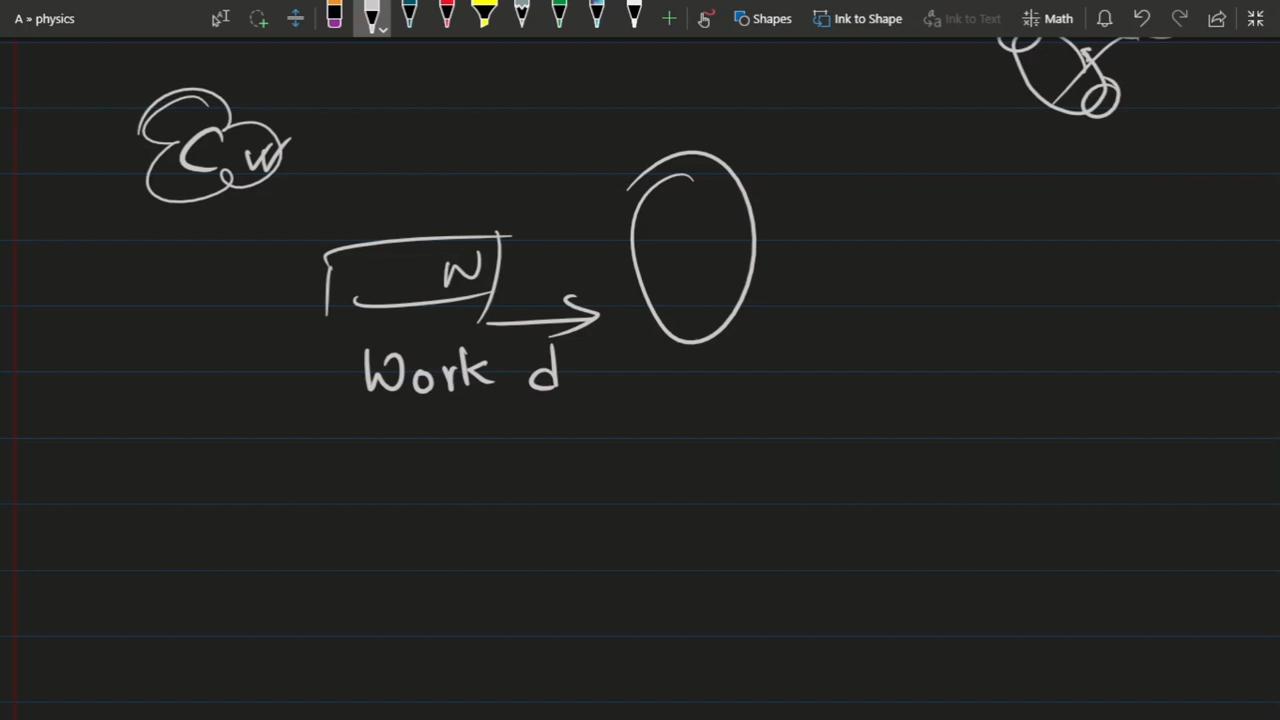 A » physics
Shapes
Ink to Shape
Ink to Text
Math
C.w
N
Work d